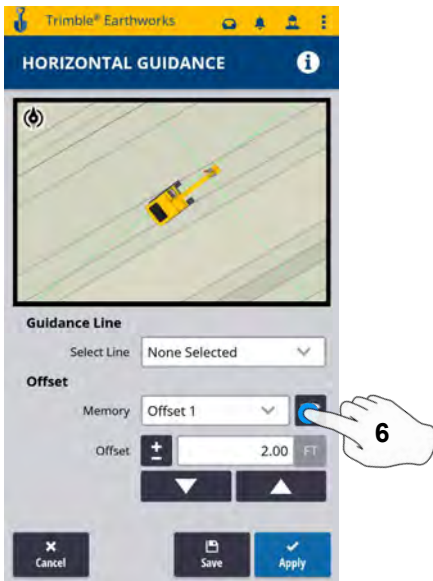 Trimble® Earthworks
HORIZONTAL GUIDANCE
Guidance Line
Select Line None Selected
Offset
Memory Offset 1
6
Offset ± 2.00 FT
Cancel Save Apply